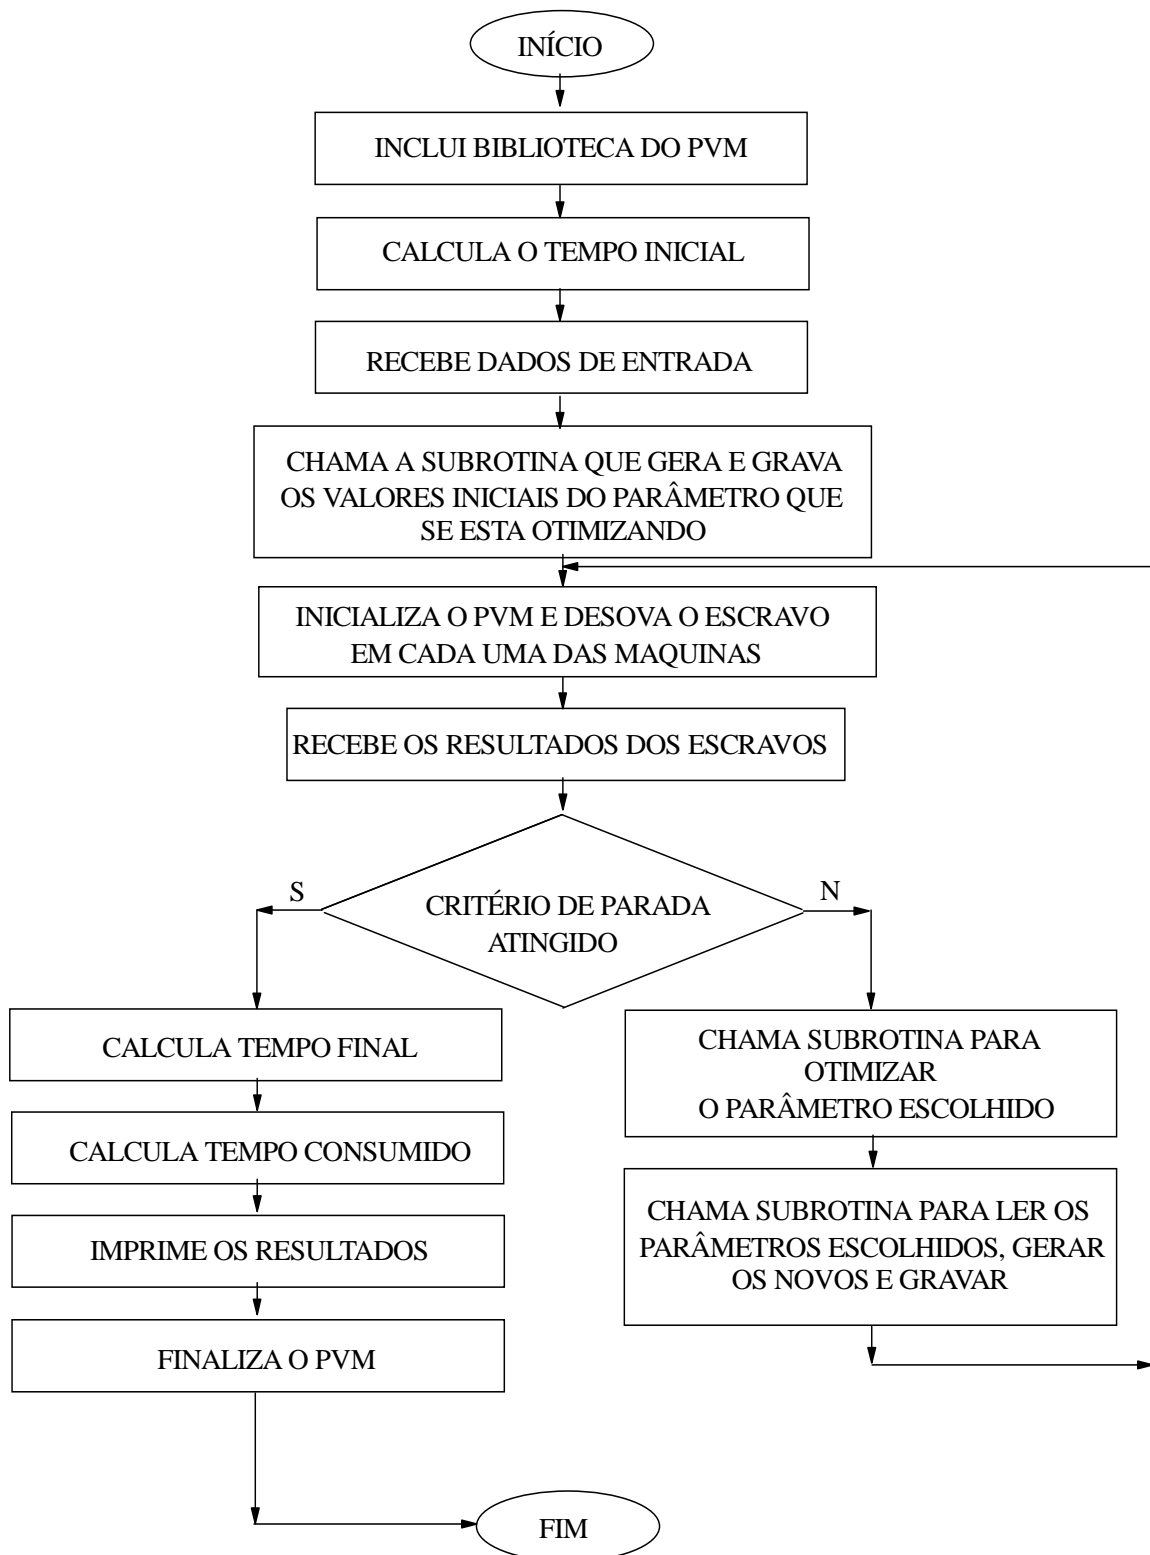 INÍCIO
INCLUI BIBLIOTECA DO PVM
CALCULA O TEMPO INICIAL
RECEBE DADOS DE ENTRADA
CHAMA A SUBROTINA QUE GERA E GRAVA
OS VALORES INICIAIS DO PARÂMETRO QUE
SE ESTA OTIMIZANDO
INICIALIZA O PVM E DESOVA O ESCRAVO
EM CADA UMA DAS MAQUINAS
RECEBE OS RESULTADOS DOS ESCRAVOS
CRITÉRIO DE PARADA
ATINGIDO
S
CALCULA TEMPO FINAL
CALCULA TEMPO CONSUMIDO
IMPRIME OS RESULTADOS
FINALIZA O PVM
N
CHAMA SUBROTINA PARA
OTIMIZAR
O PARÂMETRO ESCOLHIDO
CHAMA SUBROTINA PARA LER OS
PARÂMETROS ESCOLHIDOS, GERAR
OS NOVOS E GRAVAR
FIM